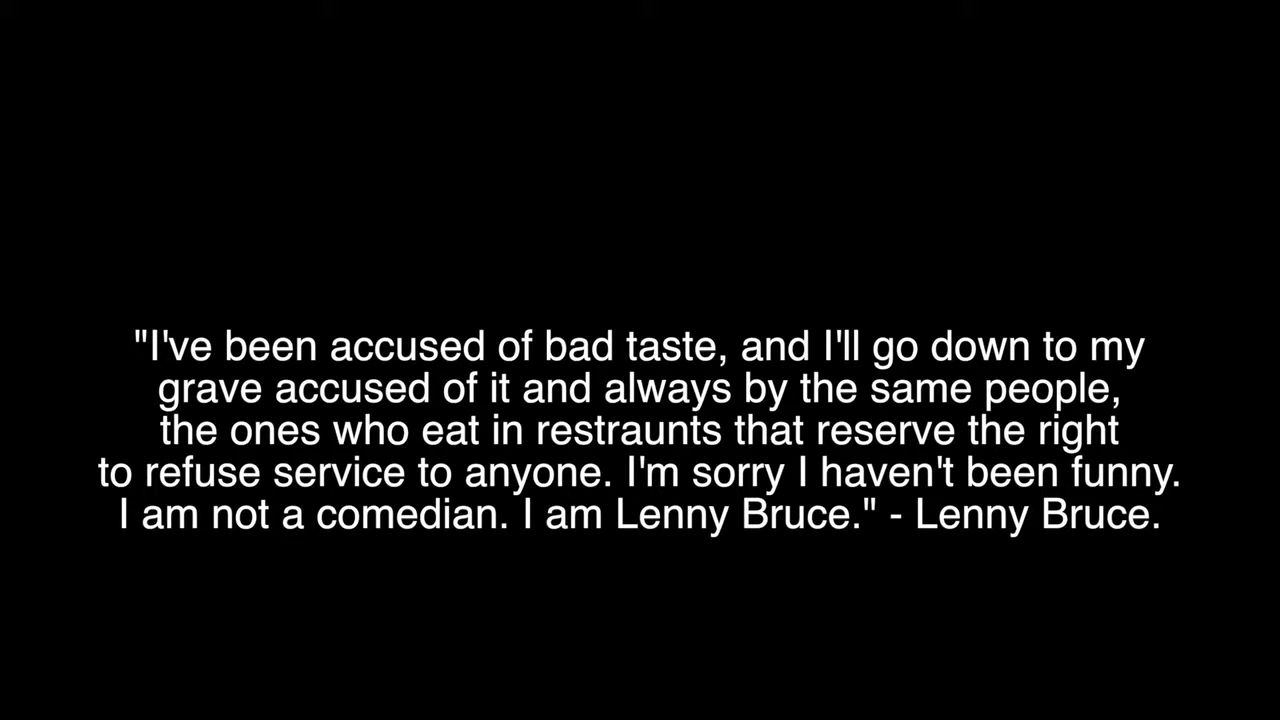 "I've been accused of bad taste, and I'll go down to my
grave accused of it and always by the same people,
the ones who eat in restraunts that reserve the right
to refuse service to anyone. I'm sorry I haven't been funny.
I am not a comedian. I am Lenny Bruce." - Lenny Bruce.